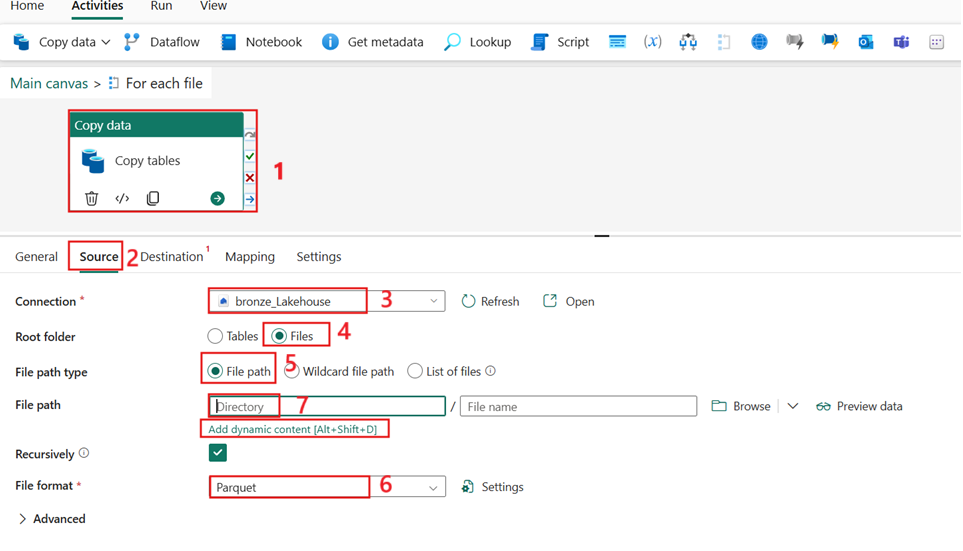 Home Activities Run View
Copy data Dataflow Notebook Get metadata Lookup Script (x)
Main canvas > For each file
Copy data
Copy tables
1
General Source 2 Destination 1 Mapping Settings
Connection * bronze_Lakehouse 3 Refresh Open
Root folder Tables Files 4
File path type File path 5 Wildcard file path List of files
File path Directory 7 / File name Browse Preview data
Add dynamic content [Alt+Shift+D]
Recursively
File format * Parquet 6 Settings
Advanced